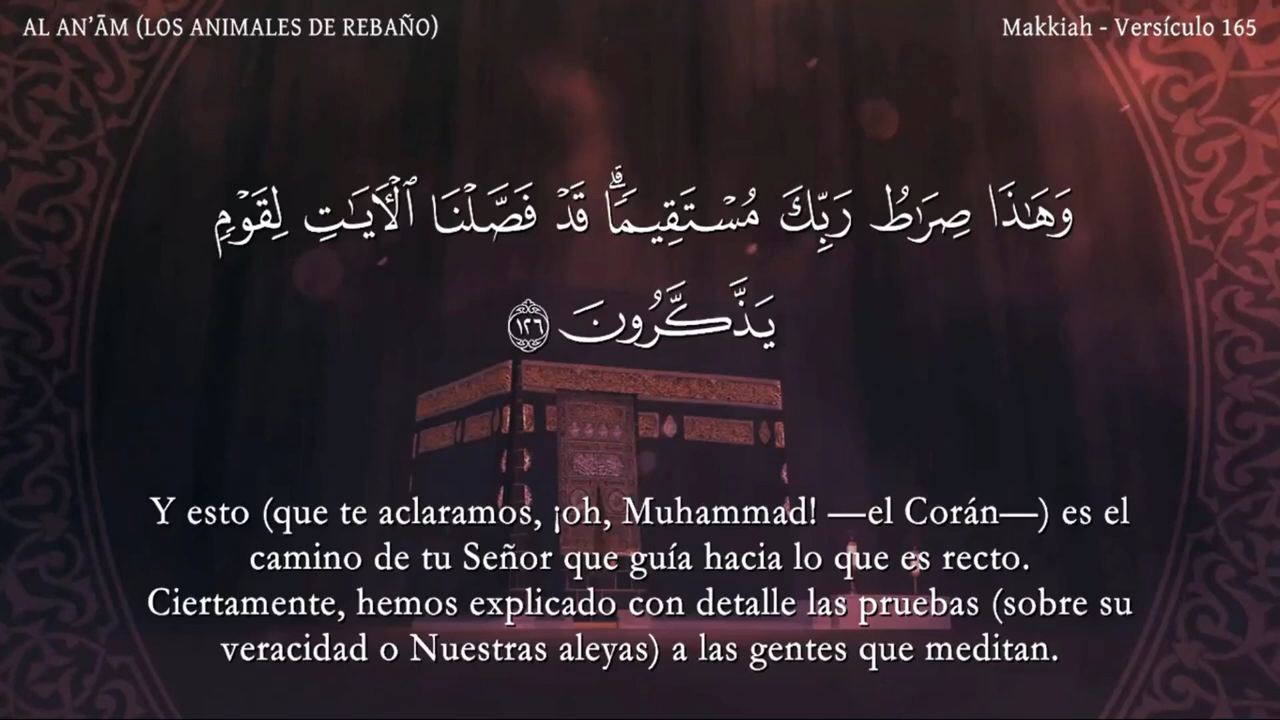 AL AN’ĀM (LOS ANIMALES DE REBAÑO)
Makkiah - Versículo 165
وَهَٰذَا صِرَٰطُ رَبِّكَ مُسْتَقِيمًا ۗ قَدْ فَصَّلْنَا ٱلْأَيَـٰتِ لِقَوْمٍ
يَذَّكَّرُونَ ١٢٦
Y esto (que te aclaramos, ¡oh, Muhammad! —el Corán—) es el
camino de tu Señor que guía hacia lo que es recto.
Ciertamente, hemos explicado con detalle las pruebas (sobre su
veracidad o Nuestras aleyas) a las gentes que meditan.